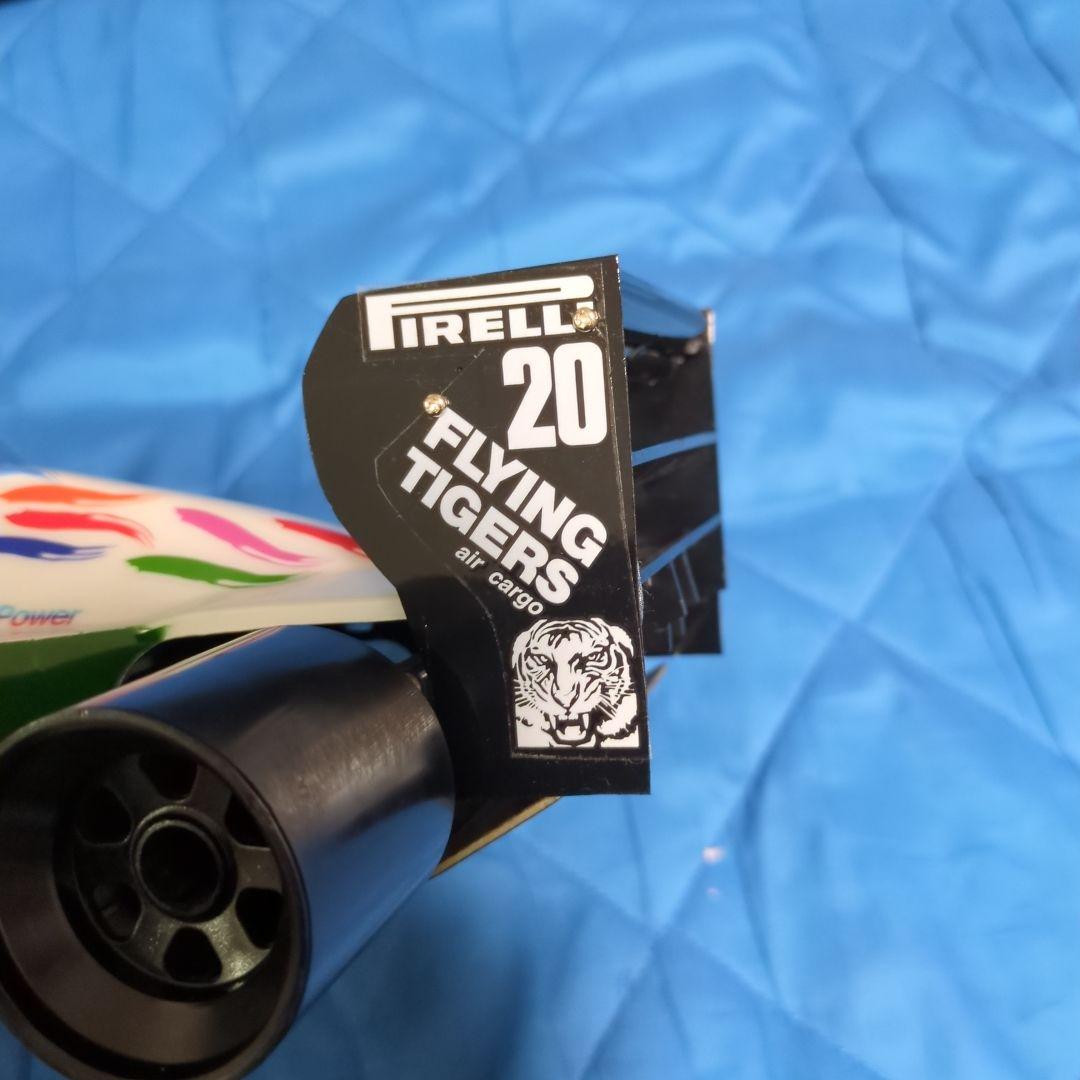 PIRELLI
20
FLYING
TIGERS
air cargo
Power